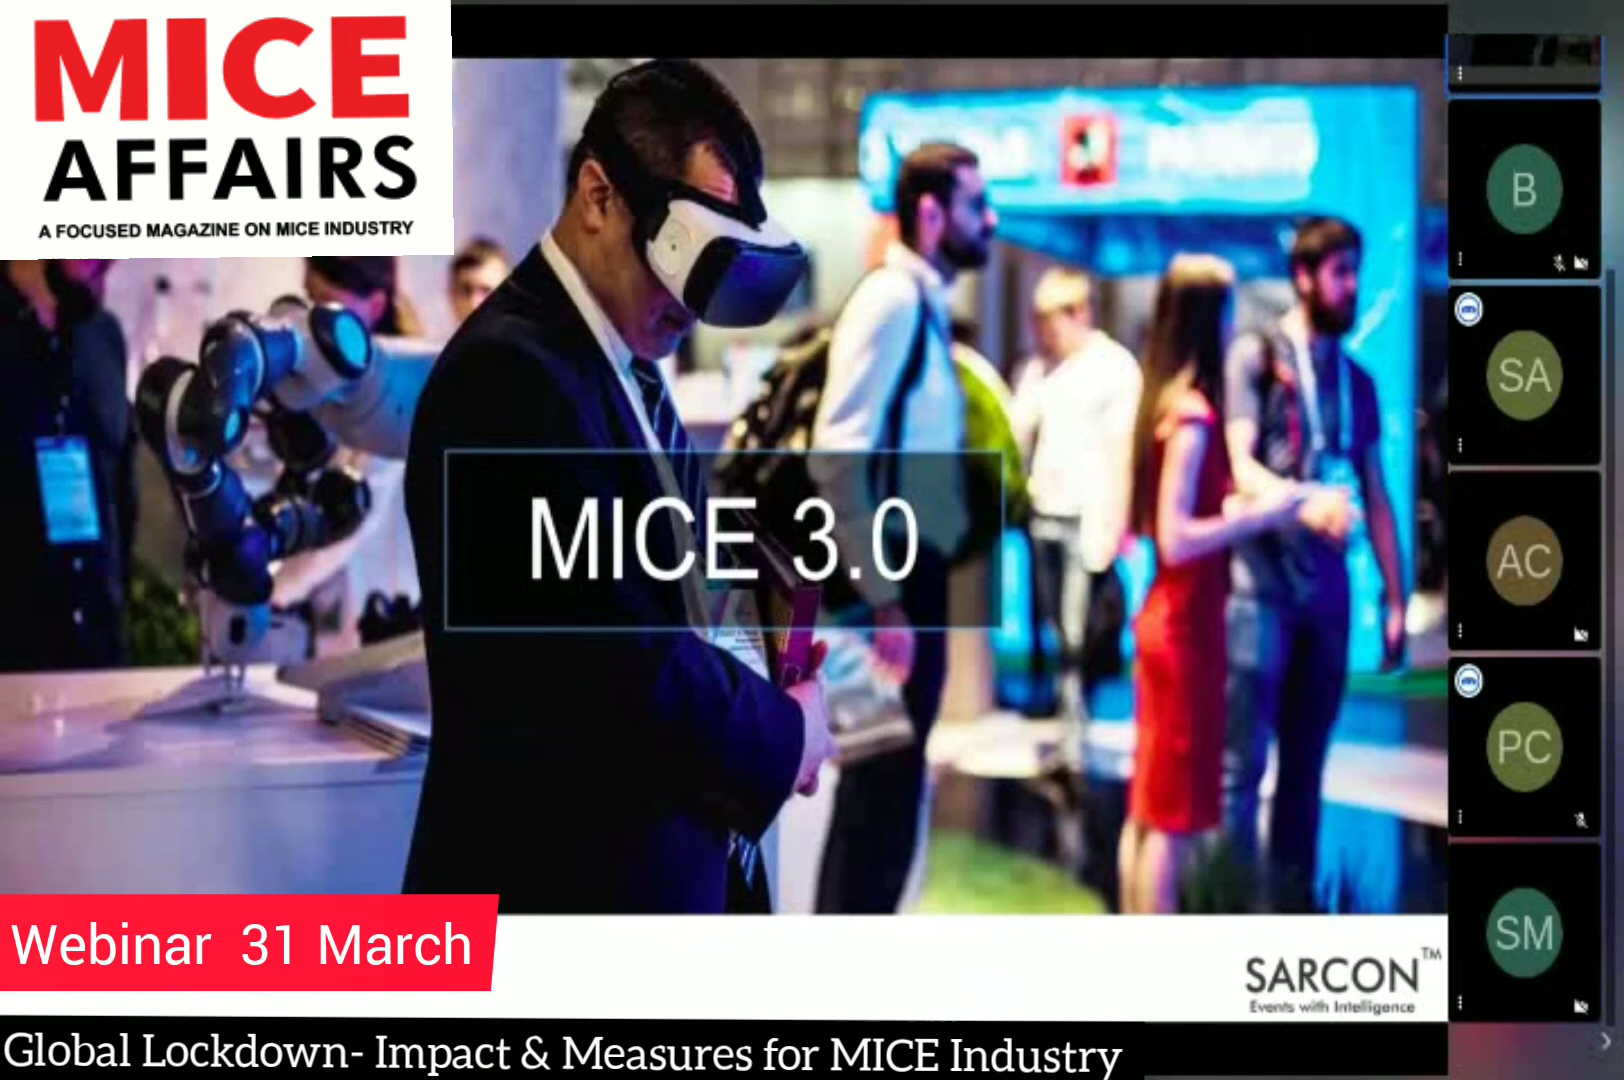 MICE
AFFAIRS
A FOCUSED MAGAZINE ON MICE INDUSTRY
B
SA
AC
PC
SM
MICE 3.0
Webinar 31 March
SARCON™
Events with Intelligence
Global Lockdown- Impact & Measures for MICE Industry